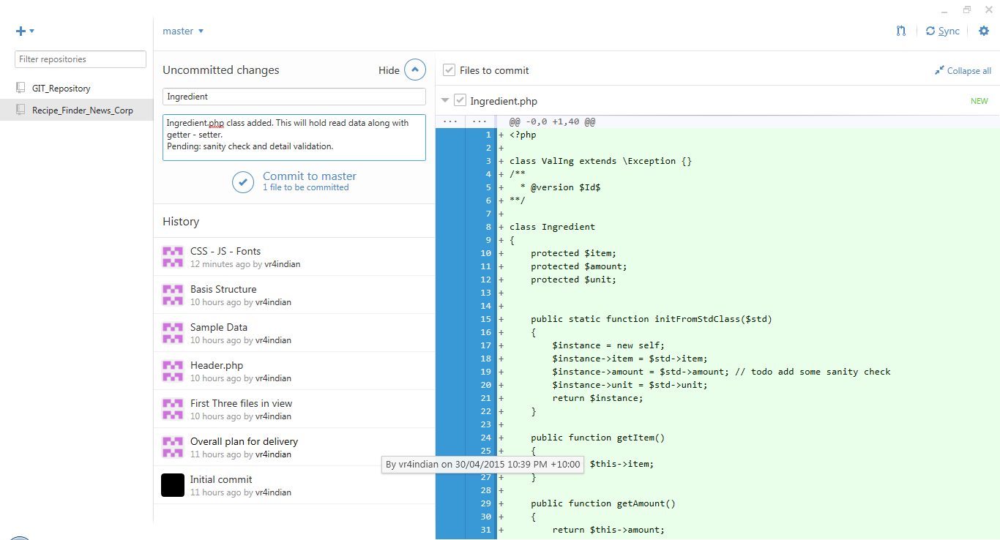 master
Sync
Filter repositories
GIT_Repository
Recipe_Finder_News_Corp
Uncommitted changes
Hide
Ingredient
Ingredient.php class added. This will hold read data along with
getter - setter.
Pending: sanity check and detail validation.
Commit to master
1 file to be committed
History
CSS - JS - Fonts
12 minutes ago by vr4indian
Basis Structure
10 hours ago by vr4indian
Sample Data
10 hours ago by vr4indian
Header.php
10 hours ago by vr4indian
First Three files in view
10 hours ago by vr4indian
Overall plan for delivery
11 hours ago by vr4indian
By vr4indian on 30/04/2015 10:39 PM +10:00
Initial commit
11 hours ago by vr4indian
Files to commit
Collapse all
Ingredient.php
NEW
... ... @@ -0,0 +1,40 @@
1 + <?php
2 +
3 + class ValIng extends \Exception {}
4 + /**
5 +  * @version $Id$
6 + **/
7 +
8 + class Ingredient
9 + {
10 +     protected $item;
11 +     protected $amount;
12 +     protected $unit;
13 +
14 +
15 +     public static function initFromStdClass($std)
16 +     {
17 +         $instance = new self;
18 +         $instance->item = $std->item;
19 +         $instance->amount = $std->amount; // todo add some sanity check
20 +         $instance->unit = $std->unit;
21 +         return $instance;
22 +     }
23 +
24 +     public function getItem()
25 +     {
$this->item;
27 +     }
28 +
29 +     public function getAmount()
30 +     {
31 +         return $this->amount;